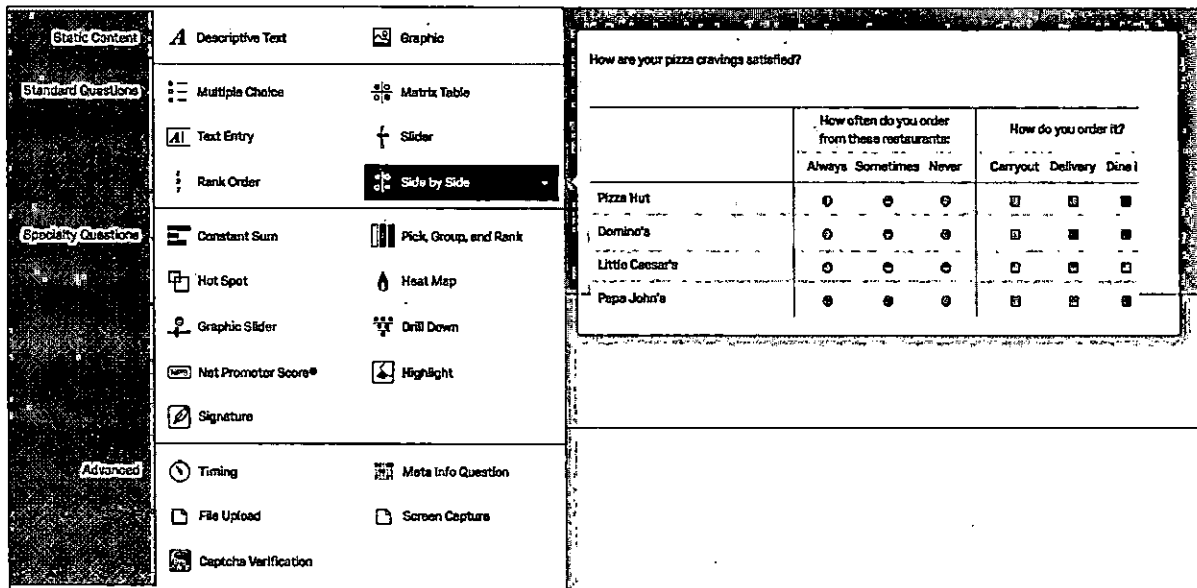 Static Content
A Descriptive Text
Graphic
Standard Questions
Multiple Choice
Matrix Table
A Text Entry
Slider
Rank Order
Side by Side
Specialty Questions
Constant Sum
Pick, Group, and Rank
Hot Spot
Heat Map
Graphic Slider
Drill Down
NPS Net Promotor Score®
Highlight
Signature
Advanced
Timing
Meta Info Question
File Upload
Screen Capture
Captcha Verification
How are your pizza cravings satisfied?
How often do you order
from these restaurants:
How do you order it?
Always Sometimes Never Carryout Delivery Dine I
Pizza Hut
Domino's
Little Caesar's
Papa John's